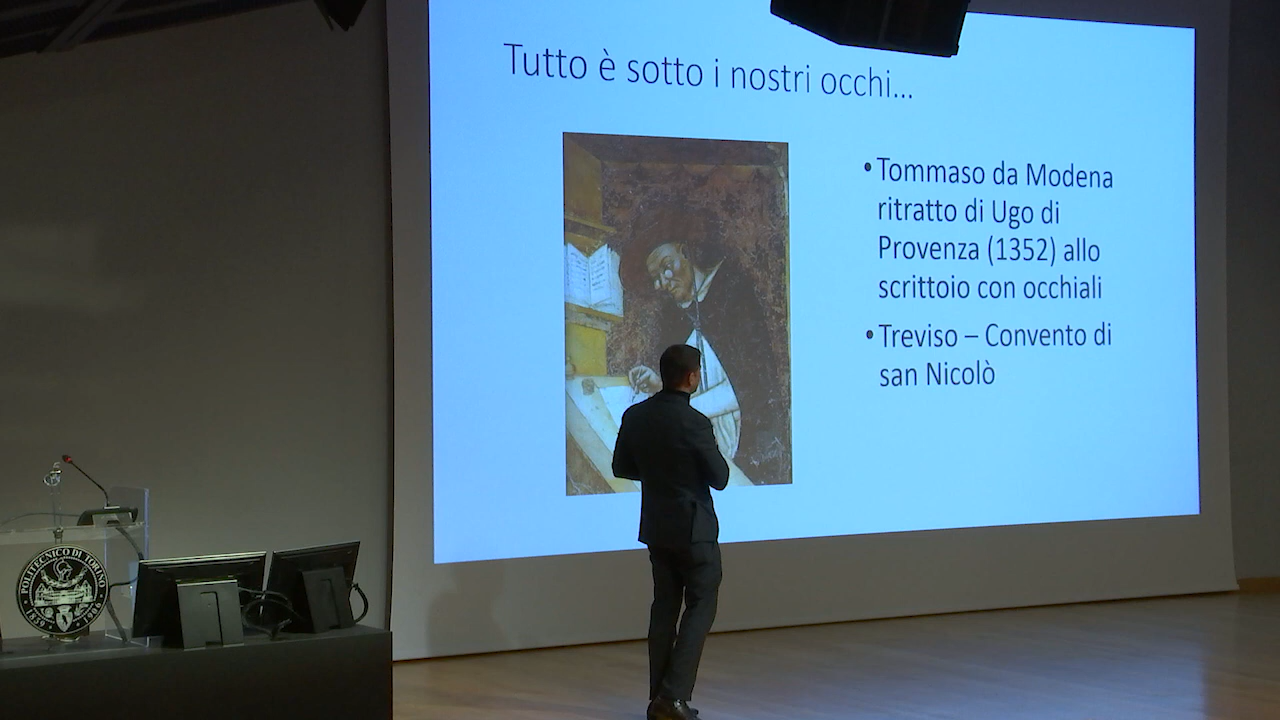 Tutto è sotto i nostri occhi...
• Tommaso da Modena
ritratto di Ugo di
Provenza (1352) allo
scrittoio con occhiali
• Treviso – Convento di
san Nicolò
POLITECNICO DI TORINO
1859